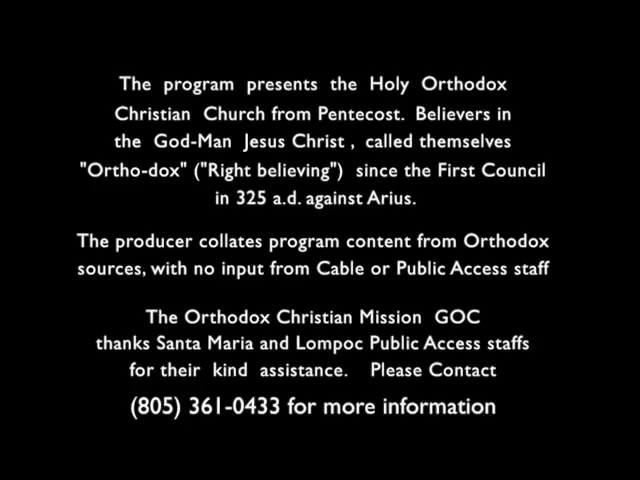 The program presents the Holy Orthodox
Christian Church from Pentecost. Believers in
the God-Man Jesus Christ , called themselves
"Ortho-dox" ("Right believing") since the First Council
in 325 a.d. against Arius.
The producer collates program content from Orthodox
sources, with no input from Cable or Public Access staff
The Orthodox Christian Mission GOC
thanks Santa Maria and Lompoc Public Access staffs
for their kind assistance. Please Contact
(805) 361-0433 for more information